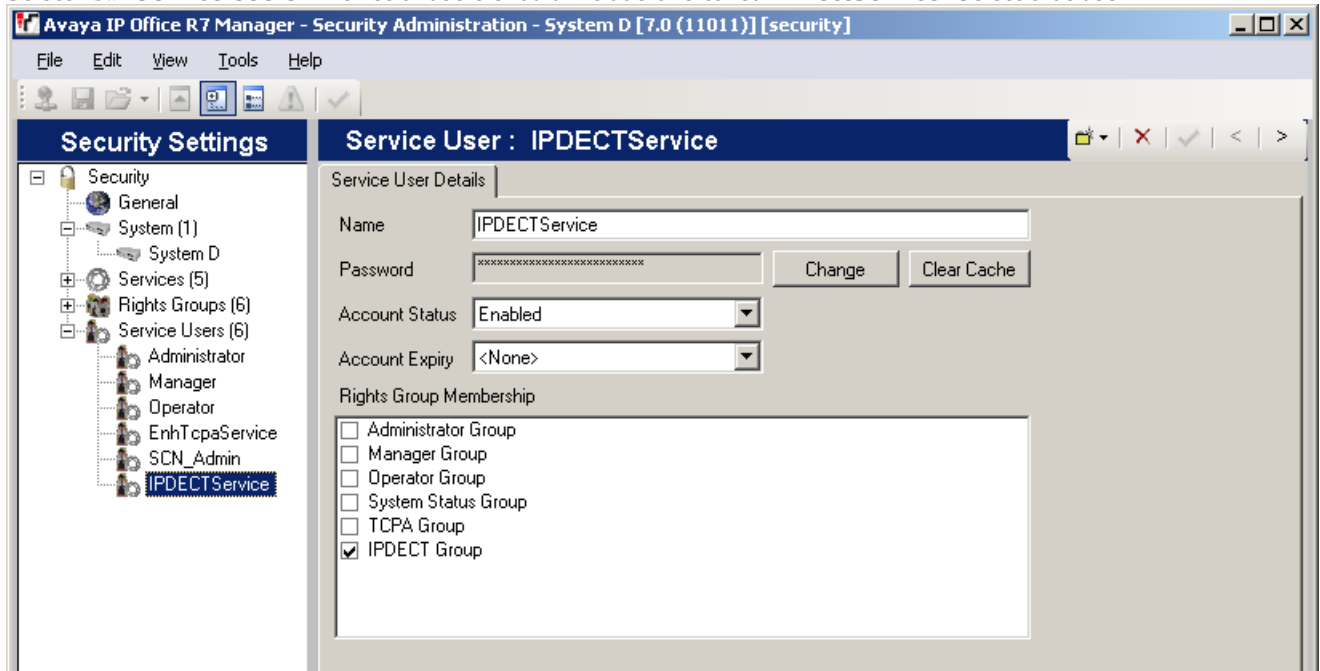 Avaya IP Office R7 Manager - Security Administration - System D [7.0 (11011)] [security]
File Edit View Tools Help
Security Settings
Service User : IPDECTService
Security
General
System (1)
System D
Services (5)
Rights Groups (6)
Service Users (6)
Administrator
Manager
Operator
EnhTcpaService
SCN_Admin
IPDECTService
Service User Details
Name IPDECTService
Password ************************** Change Clear Cache
Account Status Enabled
Account Expiry <None>
Rights Group Membership
Administrator Group
Manager Group
Operator Group
System Status Group
TCPA Group
IPDECT Group